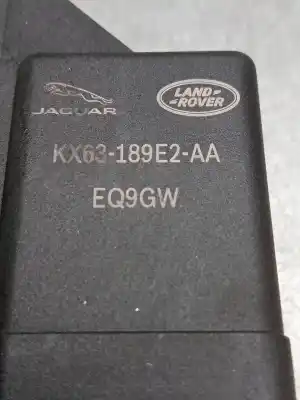 JAGUAR
LAND
ROVER
KX63-189E2-AA
EQ9GW